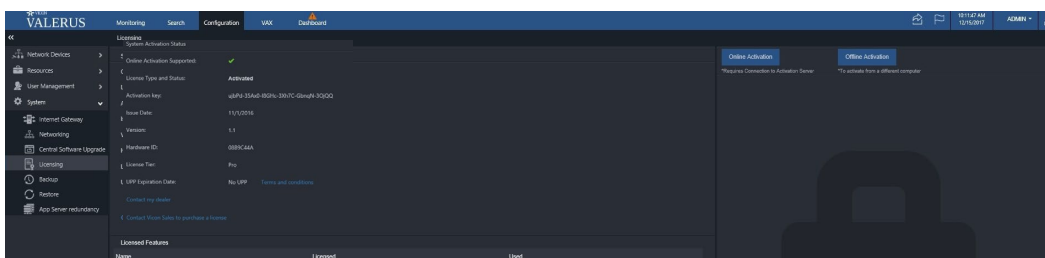 VICON
VALERUS
Monitoring Search Configuration VAX Dashboard
10:11:47 AM
12/15/2017
ADMIN
Licensing
Network Devices
Resources
User Management
System
Internet Gateway
Networking
Central Software Upgrade
Licensing
Backup
Restore
App Server redundancy
System Activation Status
Online Activation Supported:
License Type and Status: Activated
Activation key:
Issue Date: 11/1/2016
Version: 1.1
Hardware ID: 0689C44A
License Tier: Pro
UPP Expiration Date: No UPP Terms and conditions
Contact my dealer
Contact Vicon Sales to purchase a license
Licensed Features
Name Licensed Used
Online Activation
*Requires Connection to Activation Server
Offline Activation
*To activate from a different computer